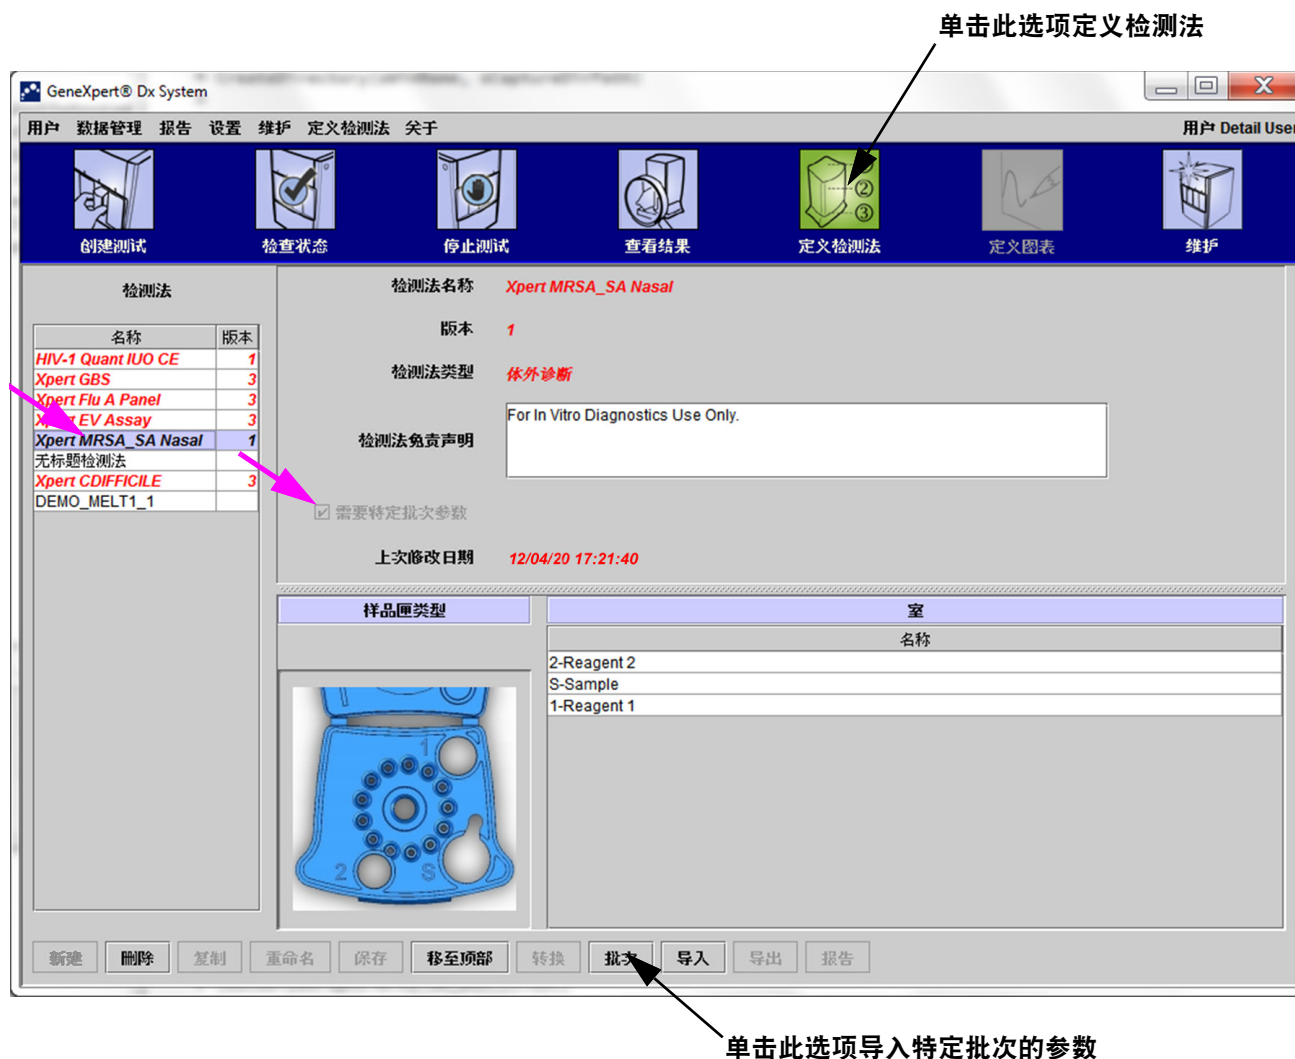 单击此选项定义检测法
GeneXpert® Dx System
用户 数据管理 报告 设置 维护 定义检测法 关于
用户 Detail User
创建测试 检查状态 停止测试 查看结果 定义检测法 定义图表 维护
② ③
检测法
名称 版本
HIV-1 Quant IUO CE 1
Xpert GBS 3
Xpert Flu A Panel 3
Xpert EV Assay 3
Xpert MRSA_SA Nasal 1
无标题检测法
Xpert CDIFFICILE 3
DEMO_MELT1_1
检测法名称 Xpert MRSA_SA Nasal
版本 1
检测法类型 体外诊断
检测法免责声明 For In Vitro Diagnostics Use Only.
需要特定批次参数
上次修改日期 12/04/20 17:21:40
样品匣类型
室
名称
2-Reagent 2
S-Sample
1-Reagent 1
1
2 S
新建 删除 复制 重命名 保存 移至顶部 转换 批次 导入 导出 报告
单击此选项导入特定批次的参数